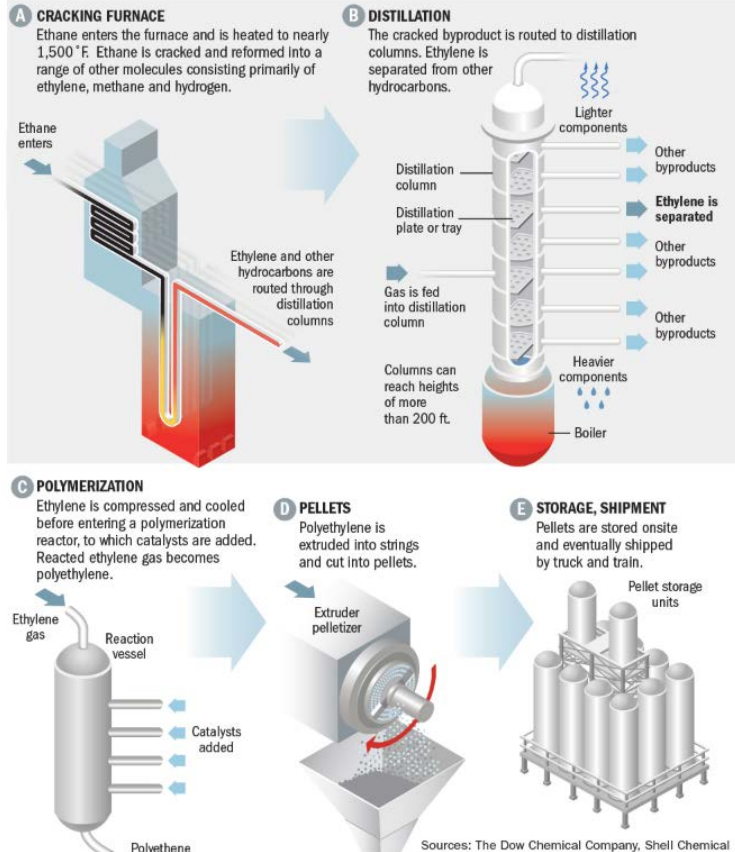 A CRACKING FURNACE
Ethane enters the furnace and is heated to nearly
1,500˚F. Ethane is cracked and reformed into a
range of other molecules consisting primarily of
ethylene, methane and hydrogen.
Ethane
enters
Ethylene and other
hydrocarbons are
routed through
distillation
columns
B DISTILLATION
The cracked byproduct is routed to distillation
columns. Ethylene is
separated from other
hydrocarbons.
Lighter
components
Distillation
column
Distillation
plate or tray
Gas is fed
into distillation
column
Columns can
reach heights
of more
than 200 ft.
Other
byproducts
Ethylene is
separated
Other
byproducts
Other
byproducts
Heavier
components
Boiler
C POLYMERIZATION
Ethylene is compressed and cooled
before entering a polymerization
reactor, to which catalysts are added.
Reacted ethylene gas becomes
polyethylene.
Ethylene
gas
Reaction
vessel
Catalysts
added
Polyethene
D PELLETS
Polyethylene is
extruded into strings
and cut into pellets.
Extruder
pelletizer
E STORAGE, SHIPMENT
Pellets are stored onsite
and eventually shipped
by truck and train.
Pellet storage
units
Sources: The Dow Chemical Company, Shell Chemical